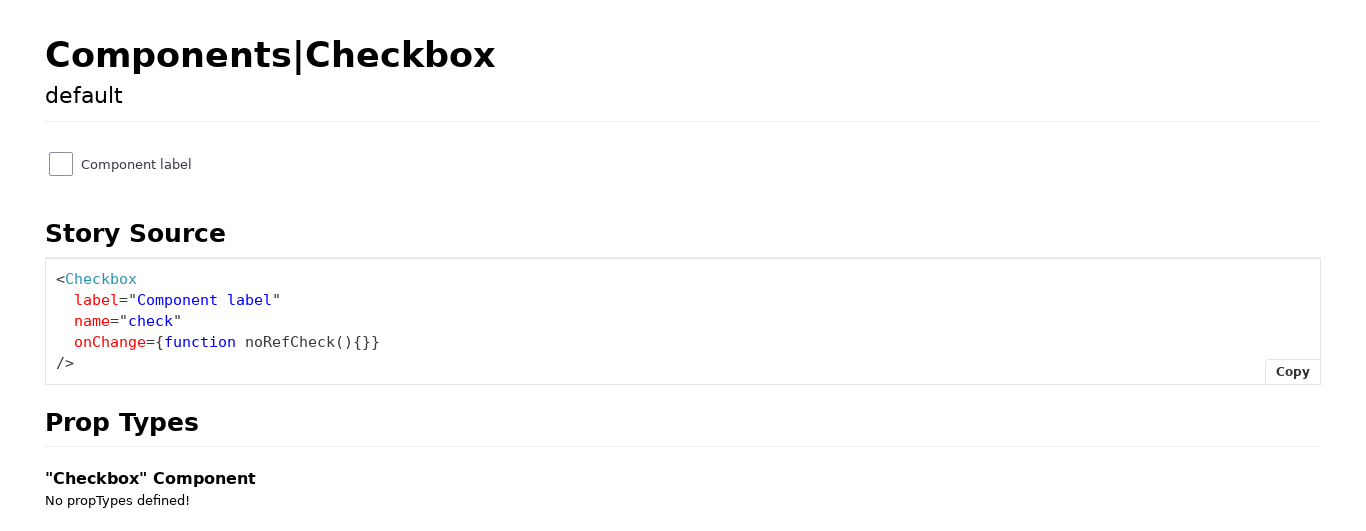 Components|Checkbox
default
Component label
Story Source
<Checkbox
  label="Component label"
  name="check"
  onChange={function noRefCheck(){}}
/>
Copy
Prop Types
"Checkbox" Component
No propTypes defined!